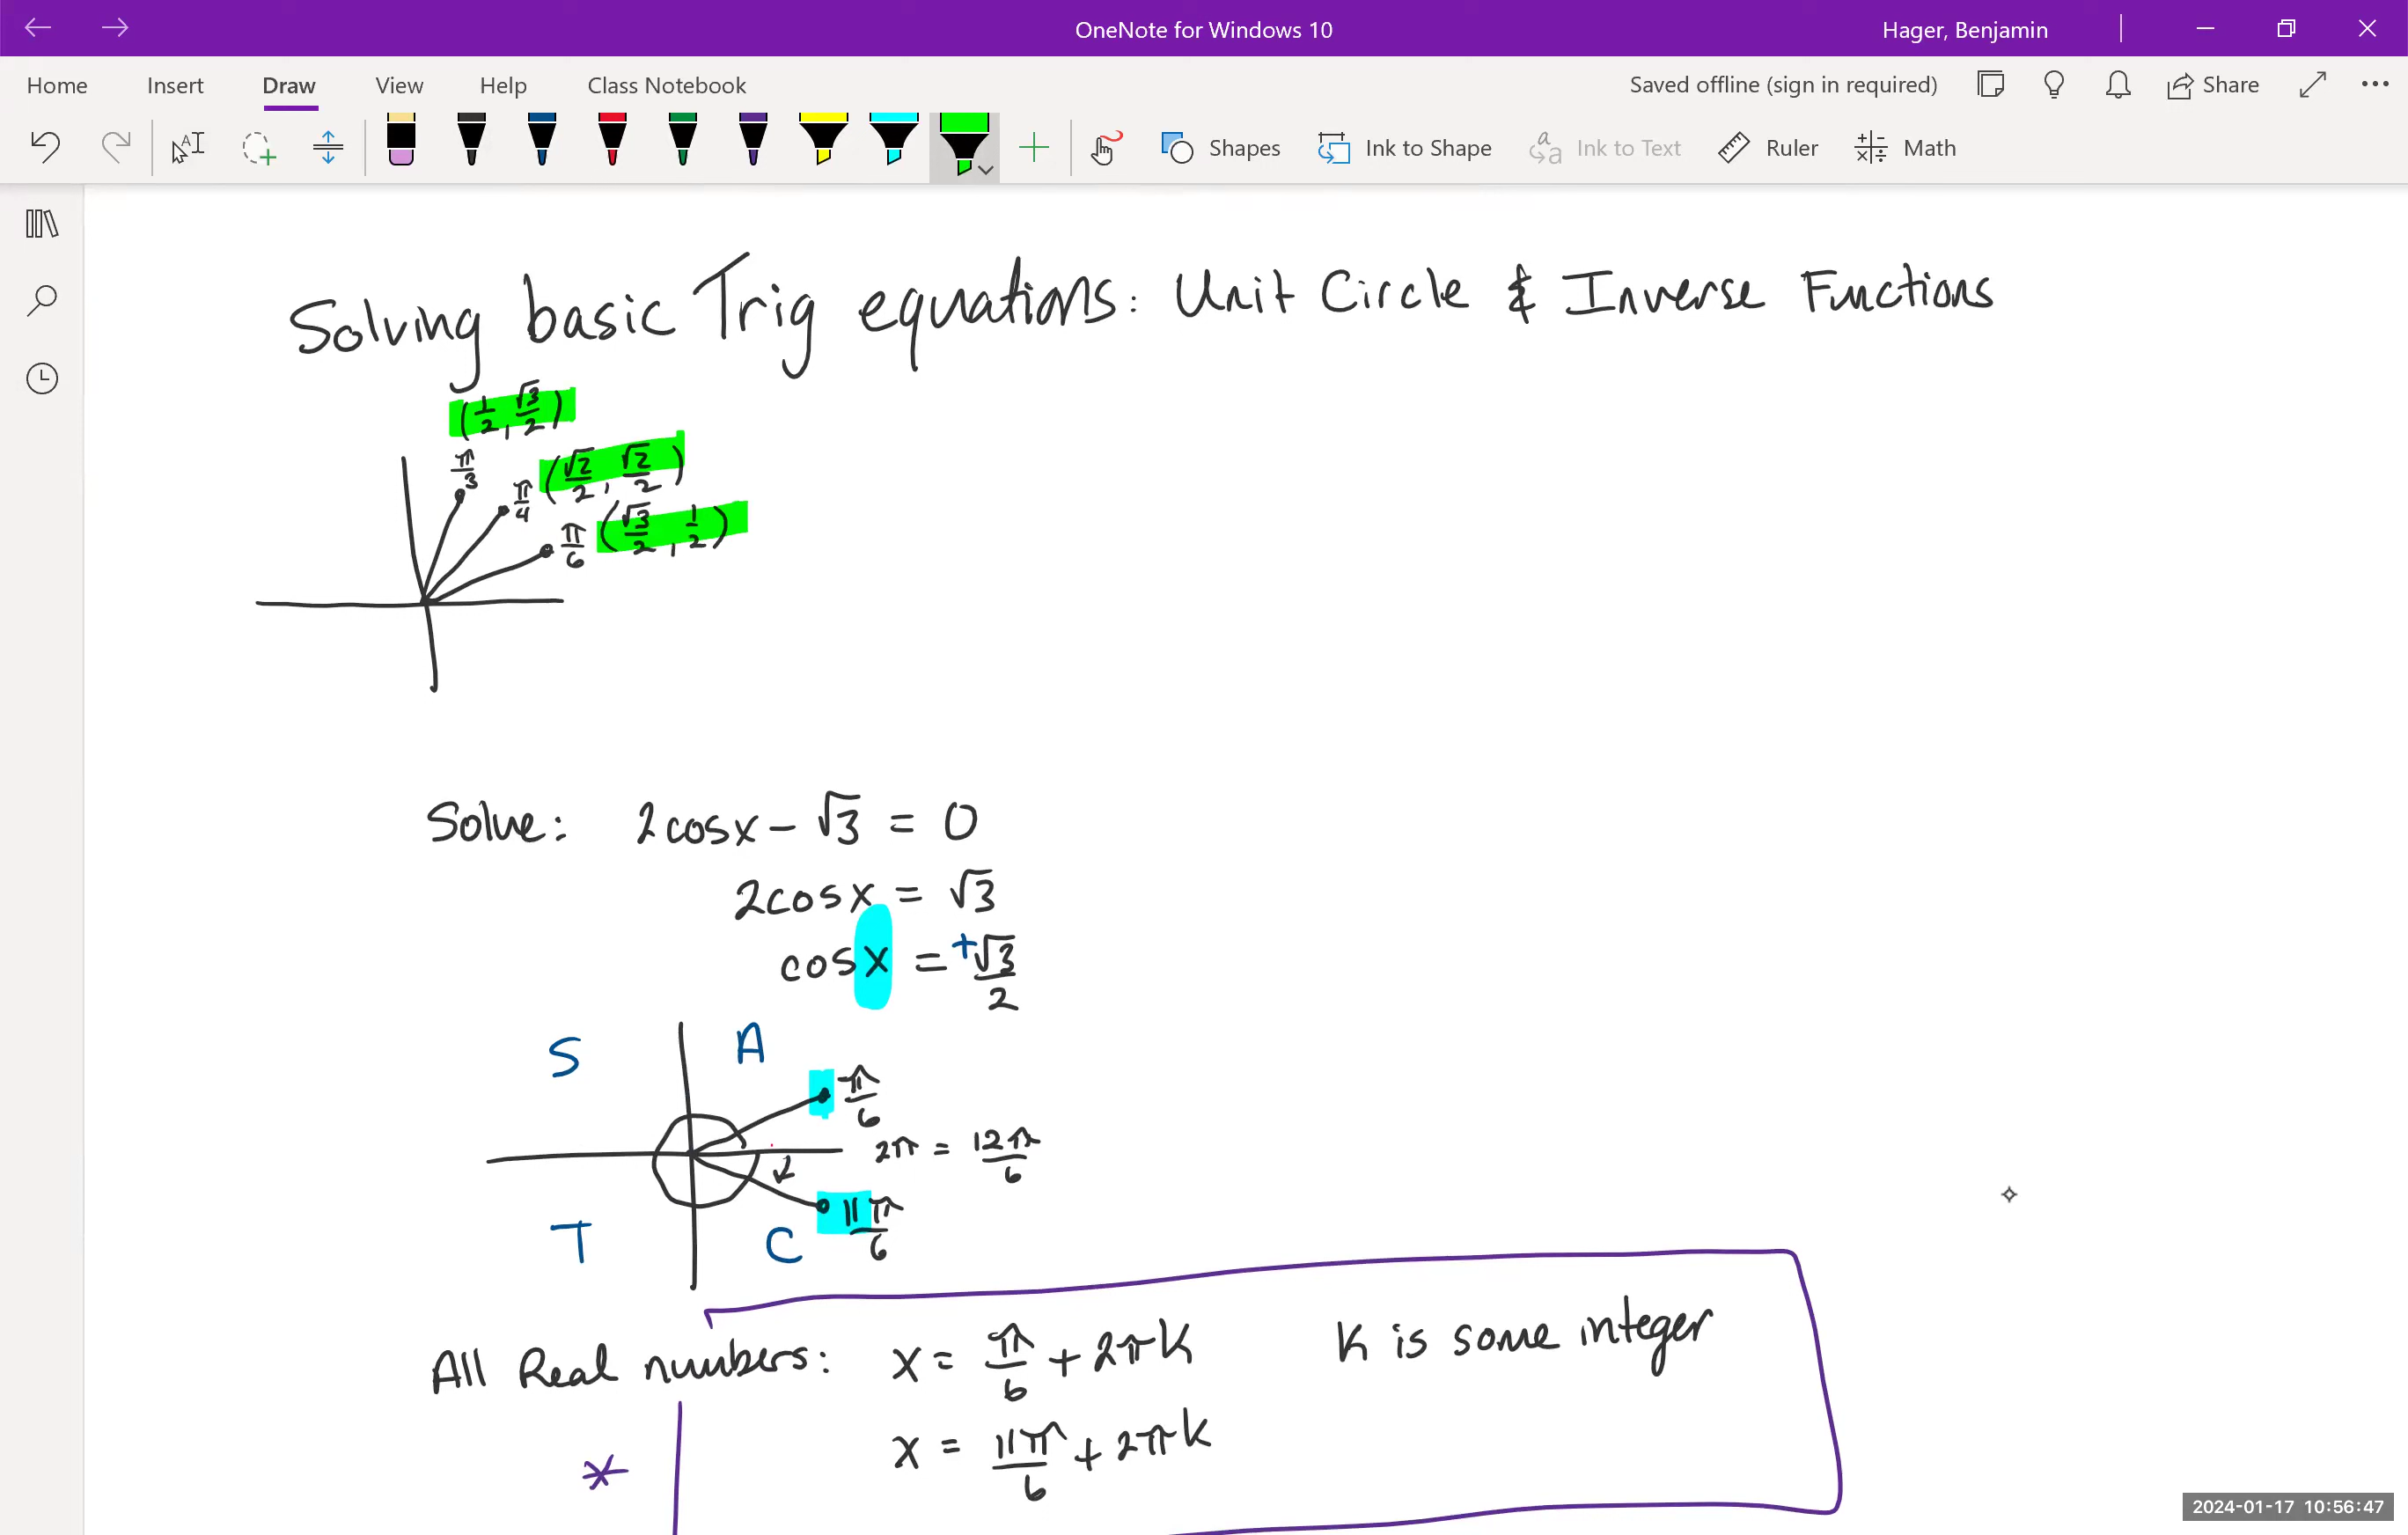 OneNote for Windows 10
Hager, Benjamin
Home Insert Draw View Help Class Notebook
Saved offline (sign in required) Share
Shapes Ink to Shape Ink to Text Ruler Math
Solving basic Trig equations: Unit Circle & Inverse Functions
(1/2, √3/2)
π/3
π/4 (√2/2, √2/2)
π/6 (√3/2, 1/2)
Solve: 2cosx - √3 = 0
2cosx = √3
cosx = +√3/2
S A
π/6
2π = 12π/6
11π/6
T C
All Real numbers: x = π/6 + 2πk k is some integer
x = 11π/6 + 2πk
*
2024-01-17 10:56:47